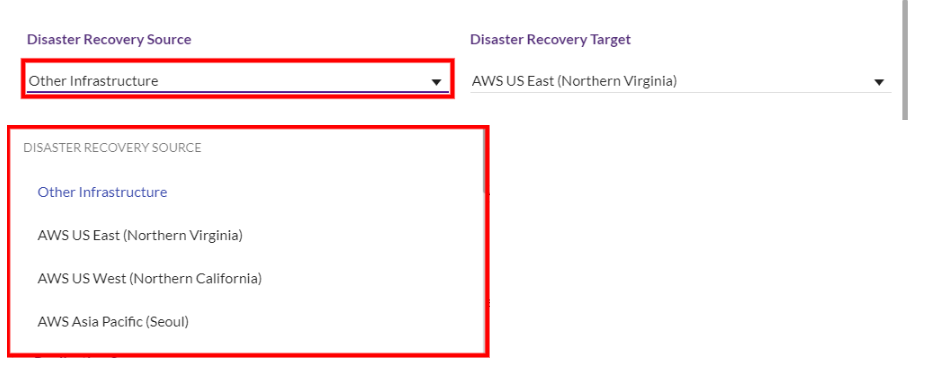 Disaster Recovery Source
Disaster Recovery Target
Other Infrastructure
AWS US East (Northern Virginia)
DISASTER RECOVERY SOURCE
Other Infrastructure
AWS US East (Northern Virginia)
AWS US West (Northern California)
AWS Asia Pacific (Seoul)